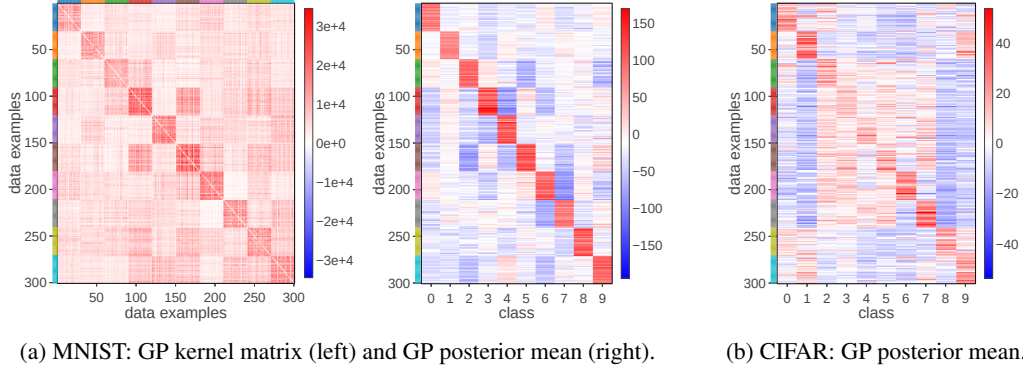 50
100
150
200
250
300
data examples
50 100 150 200 250 300
data examples
3e+4
2e+4
1e+4
0e+0
-1e+4
-2e+4
-3e+4
50
100
150
200
250
300
data examples
0 1 2 3 4 5 6 7 8 9
class
150
100
50
0
−50
−100
−150
50
100
150
200
250
300
data examples
0 1 2 3 4 5 6 7 8 9
class
40
20
0
−20
−40
(a) MNIST: GP kernel matrix (left) and GP posterior mean (right).
(b) CIFAR: GP posterior mean.